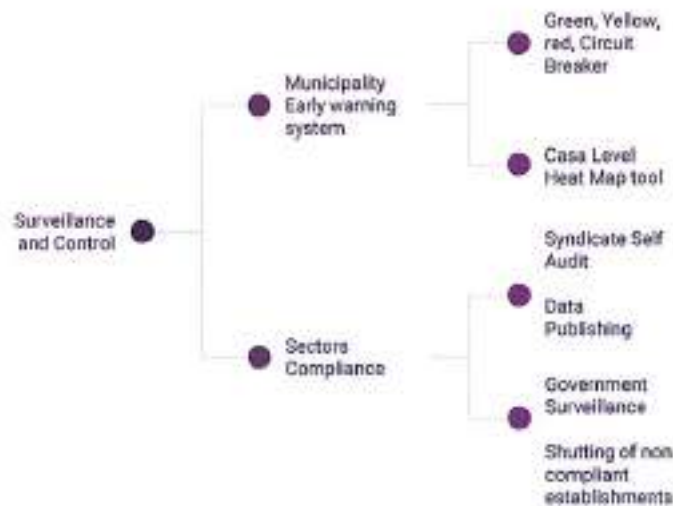 Surveillance
and Control
Municipality
Early warning
system
Green, Yellow,
red, Circuit
Breaker
Casa Level
Heat Map tool
Sectors
Compliance
Syndicate Self
Audit
Data
Publishing
Government
Surveillance
Shutting of non
compliant
establishments